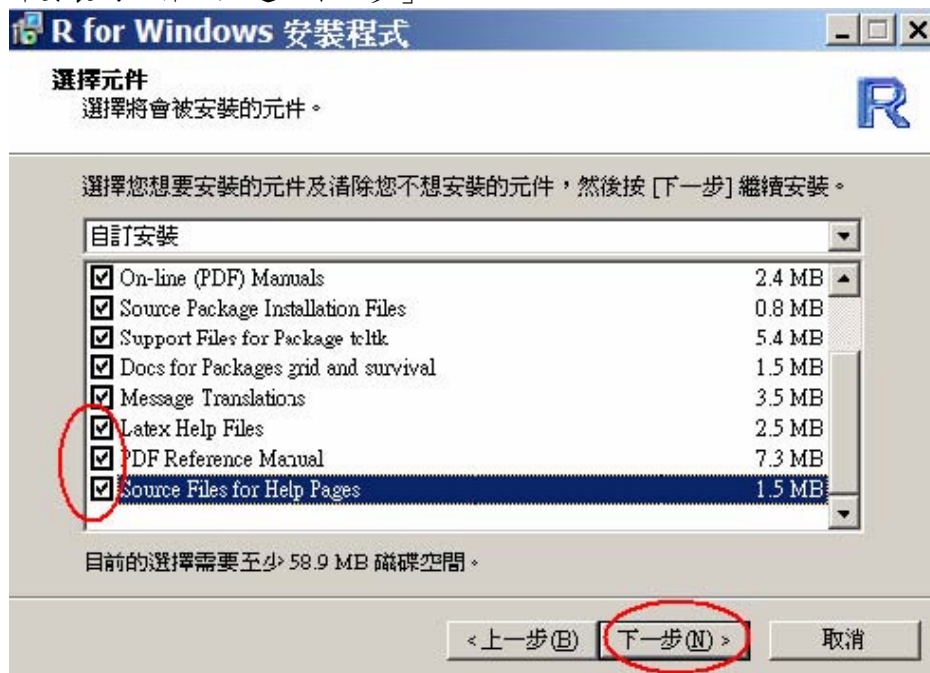 R for Windows 安裝程式
選擇元件
選擇將會被安裝的元件。
R
選擇您想要安裝的元件及清除您不想安裝的元件，然後按 [下一步] 繼續安裝。
自訂安裝
On-line (PDF) Manuals 2.4 MB
Source Package Installation Files 0.8 MB
Support Files for Package tcltk 5.4 MB
Docs for Packages grid and survival 1.5 MB
Message Translations 3.5 MB
Latex Help Files 2.5 MB
PDF Reference Manual 7.3 MB
Source Files for Help Pages 1.5 MB
目前的選擇需要至少 58.9 MB 磁碟空間。
<上一步(B) 下一步(N)> 取消